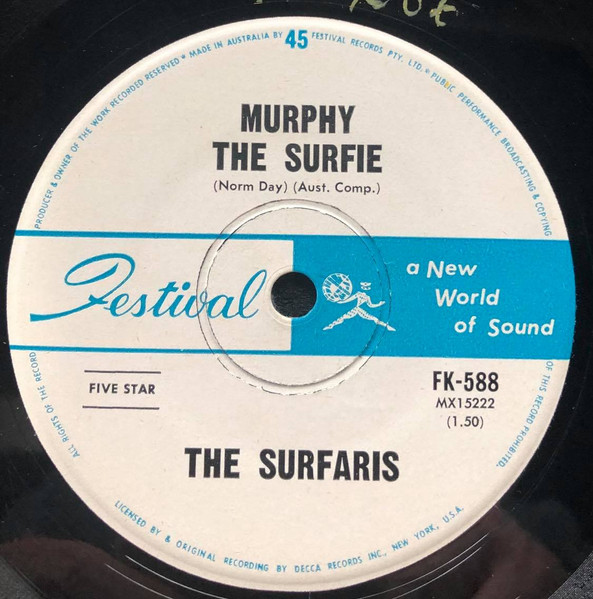 PRODUCER & OWNER OF THE WORK RECORDED RESERVED * MADE IN AUSTRALIA BY 45 FESTIVAL RECORDS PTY. LTD. * PUBLIC PERFORMANCE BROADCASTING & COPYING
MURPHY
THE SURFIE
(Norm Day) (Aust. Comp.)
Festival
a New
World
of Sound
FIVE STAR
FK-588
MX15222
(1.50)
THE SURFARIS
ALL RIGHTS OF THE RECORD
OF THIS RECORD PROHIBITED.
LICENSED BY & ORIGINAL RECORDING BY DECCA RECORDS INC., NEW YORK, U.S.A.